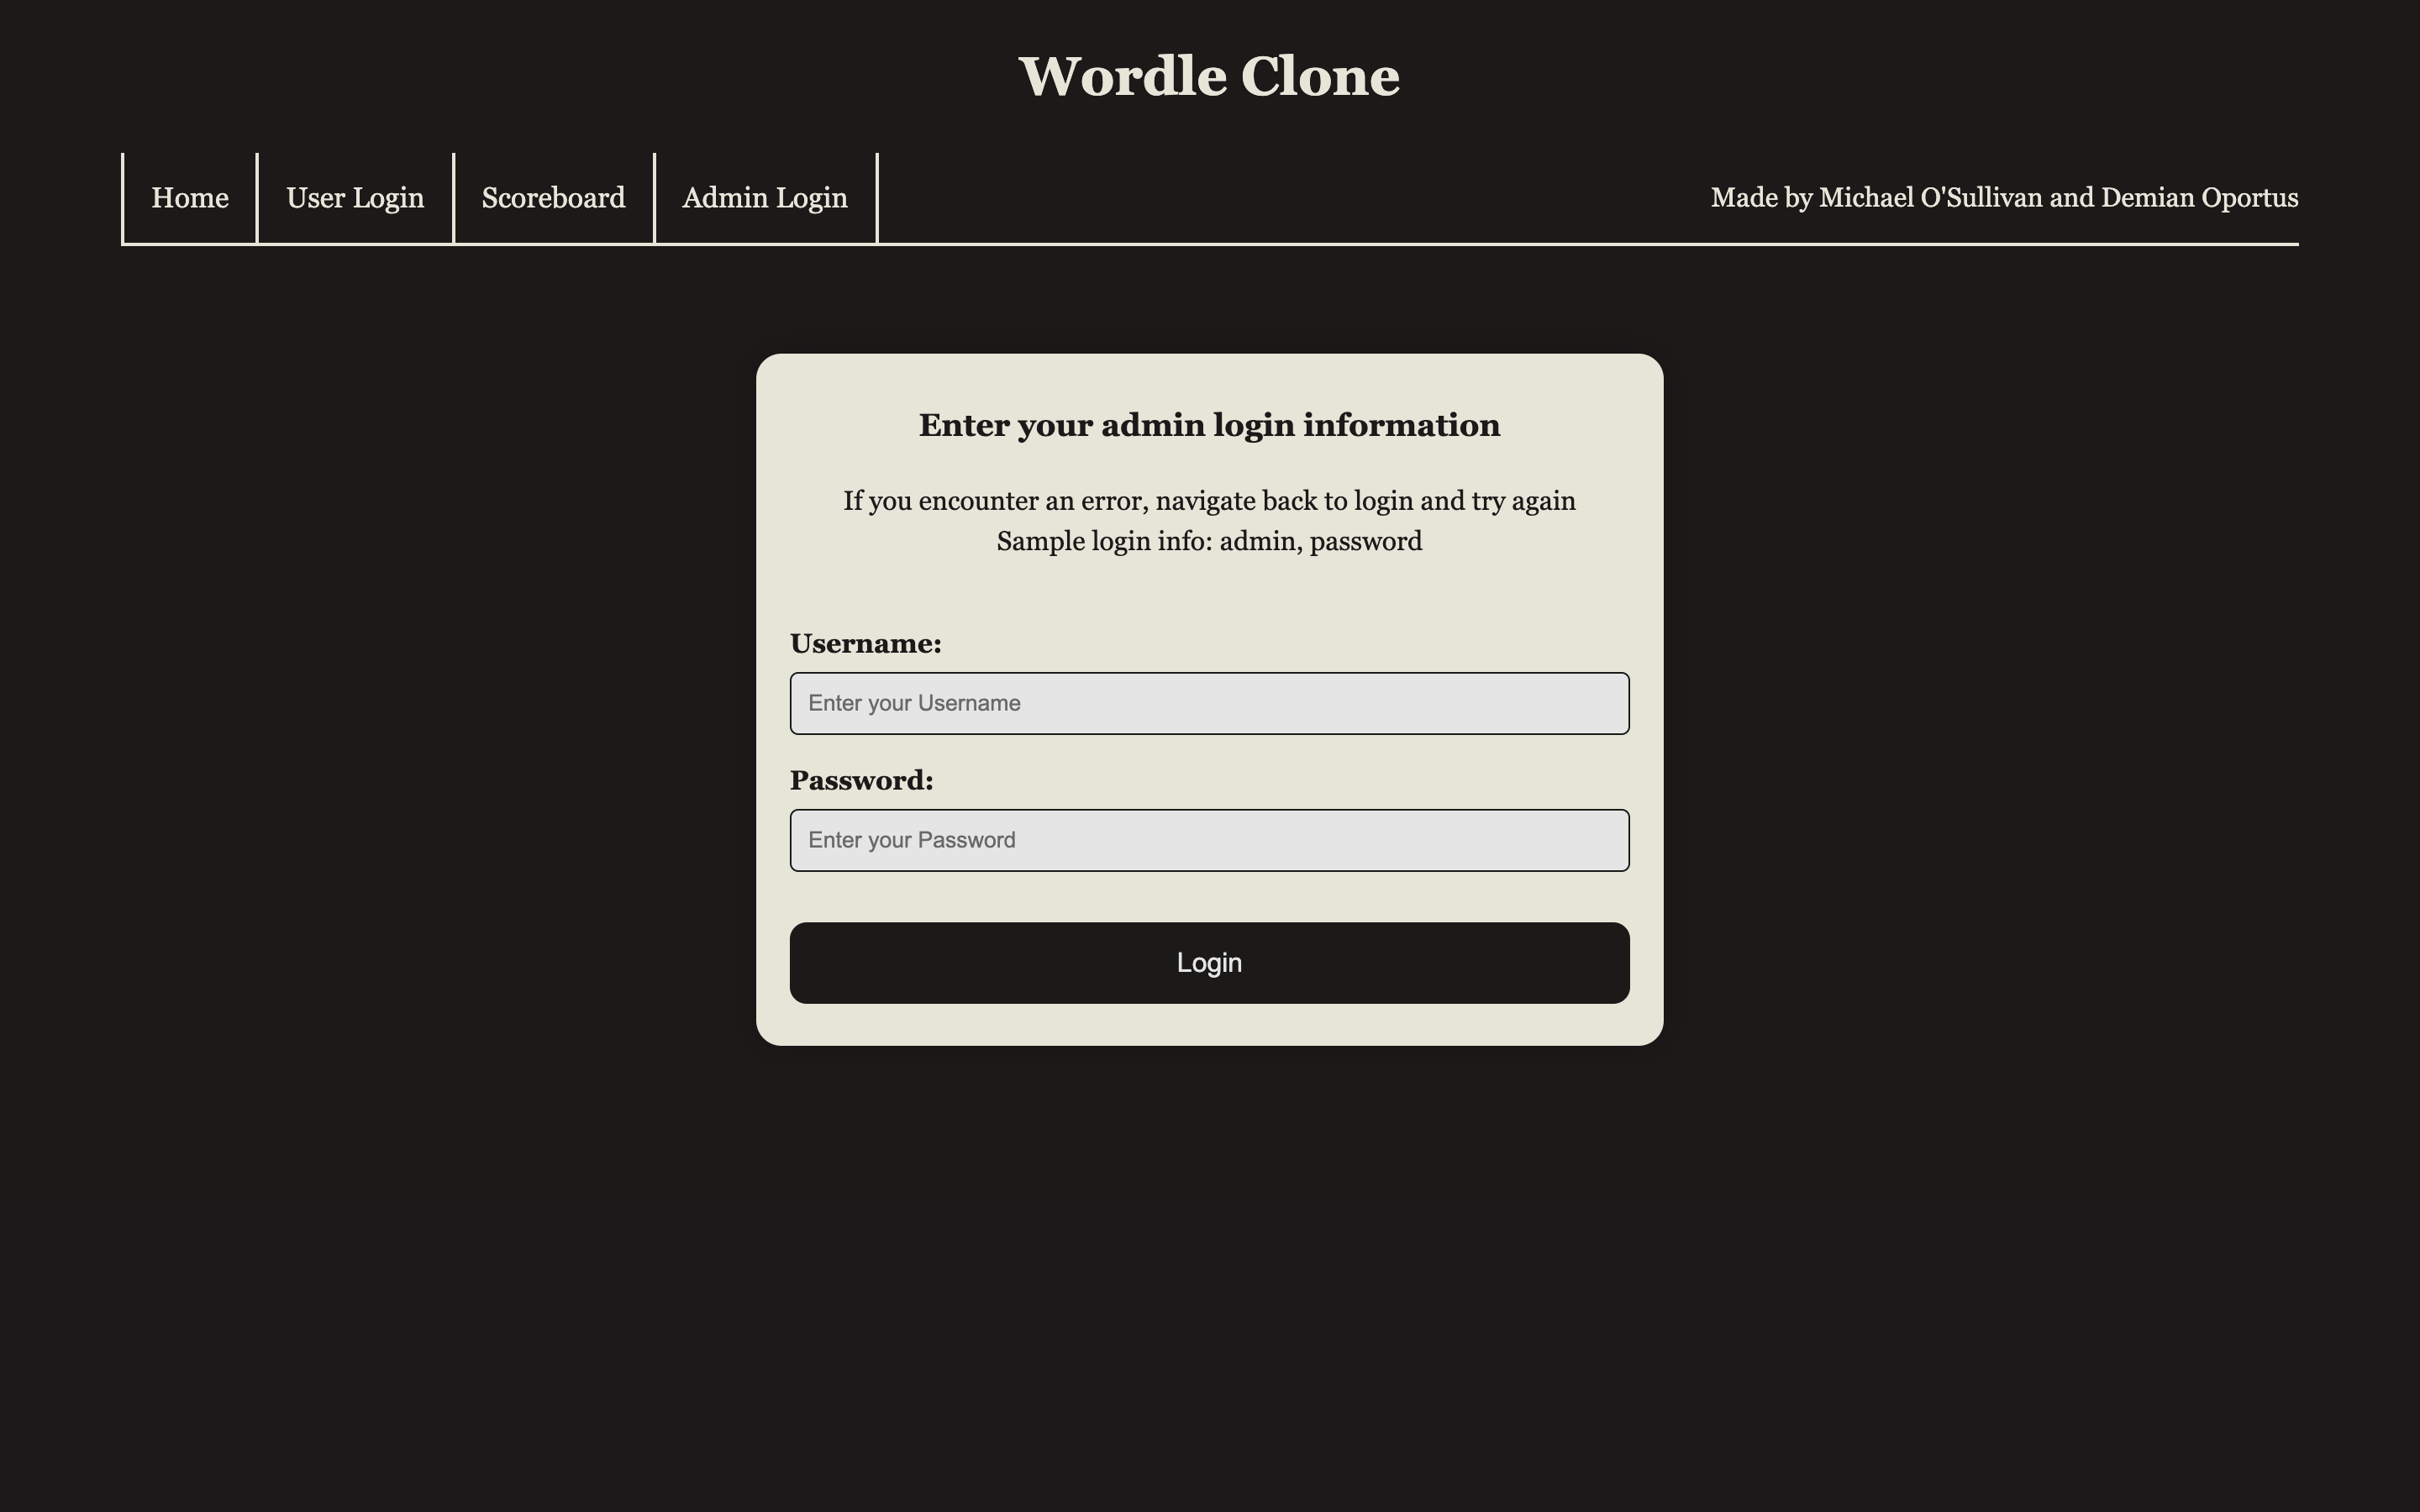 Wordle Clone
Home
User Login
Scoreboard
Admin Login
Made by Michael O'Sullivan and Demian Oportus
Enter your admin login information
If you encounter an error, navigate back to login and try again
Sample login info: admin, password
Username:
Enter your Username
Password:
Enter your Password
Login